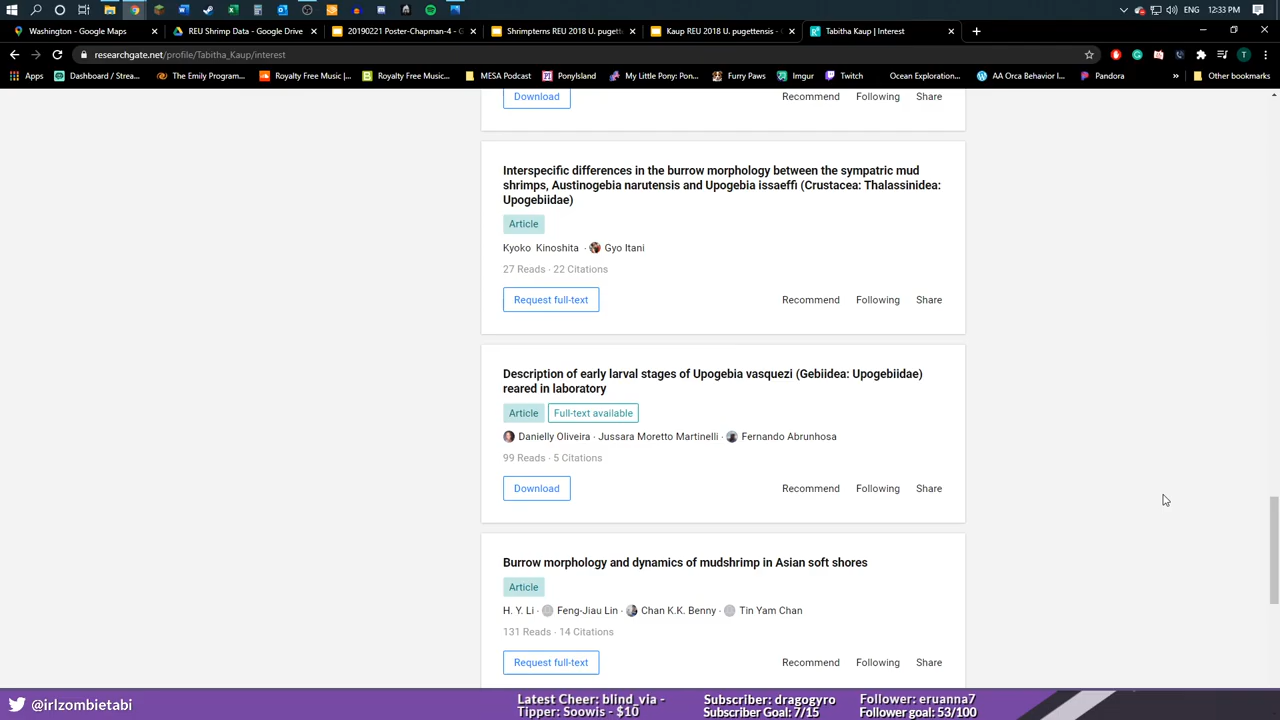 ENG 12:33 PM
Washington - Google Maps
REU Shrimp Data - Google Drive
20190221 Poster-Chapman-4 - G
Shrimpterns REU 2018 U. pugett
Kaup REU 2018 U. pugettensis -
Tabitha Kaup | Interest
researchgate.net/profile/Tabitha_Kaup/interest
T
Apps
Dashboard / Strea...
The Emily Program...
Royalty Free Music...
Royalty Free Music...
MESA Podcast
PonyIsland
My Little Pony: Pon...
Furry Paws
Imgur
Twitch
Ocean Exploration...
AA Orca Behavior I...
Pandora
»
Other bookmarks
Download
Recommend Following Share
Interspecific differences in the burrow morphology between the sympatric mud
shrimps, Austinogebia narutensis and Upogebia issaeffi (Crustacea: Thalassinidea:
Upogebiidae)
Article
Kyoko Kinoshita · Gyo Itani
27 Reads · 22 Citations
Request full-text
Recommend Following Share
Description of early larval stages of Upogebia vasquezi (Gebiidea: Upogebiidae)
reared in laboratory
Article Full-text available
Danielly Oliveira · Jussara Moretto Martinelli · Fernando Abrunhosa
99 Reads · 5 Citations
Download
Recommend Following Share
Burrow morphology and dynamics of mudshrimp in Asian soft shores
Article
H. Y. Li · Feng-Jiau Lin · Chan K.K. Benny · Tin Yam Chan
131 Reads · 14 Citations
Request full-text
Recommend Following Share
@irlzombietabi
Latest Cheer: blind_via -
Tipper: Soowis - $10
Subscriber: dragogyro
Subscriber Goal: 7/15
Follower: eruanna7
Follower goal: 53/100